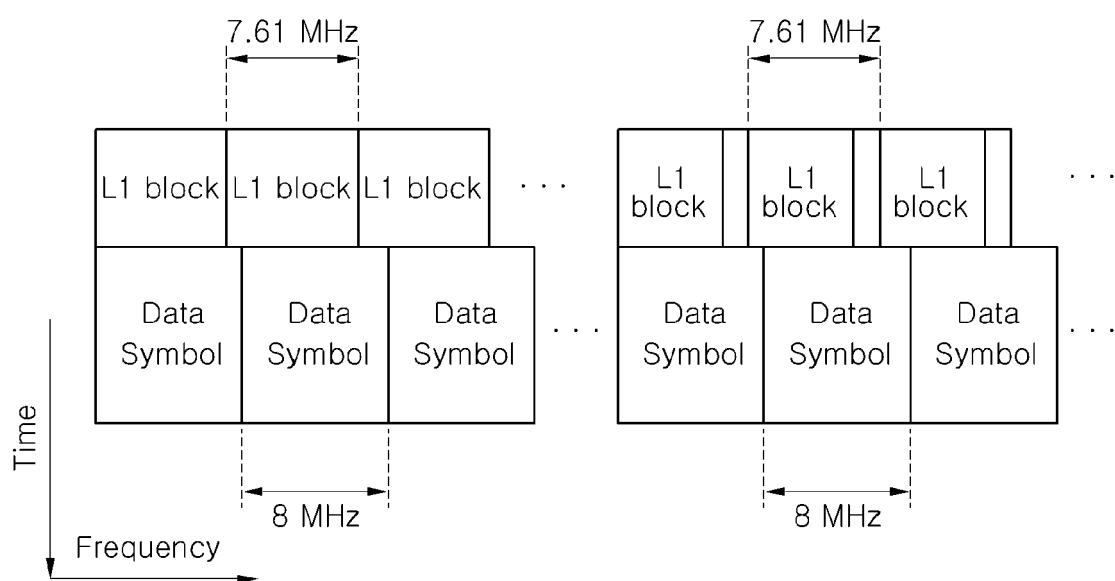 7.61 MHz
7.61 MHz
L1 block L1 block L1 block . . .
L1 block
L1 block
L1 block
. . .
Data Symbol
Data Symbol
Data Symbol
. . .
Data Symbol
Data Symbol
Data Symbol
. . .
8 MHz
8 MHz
Time
Frequency